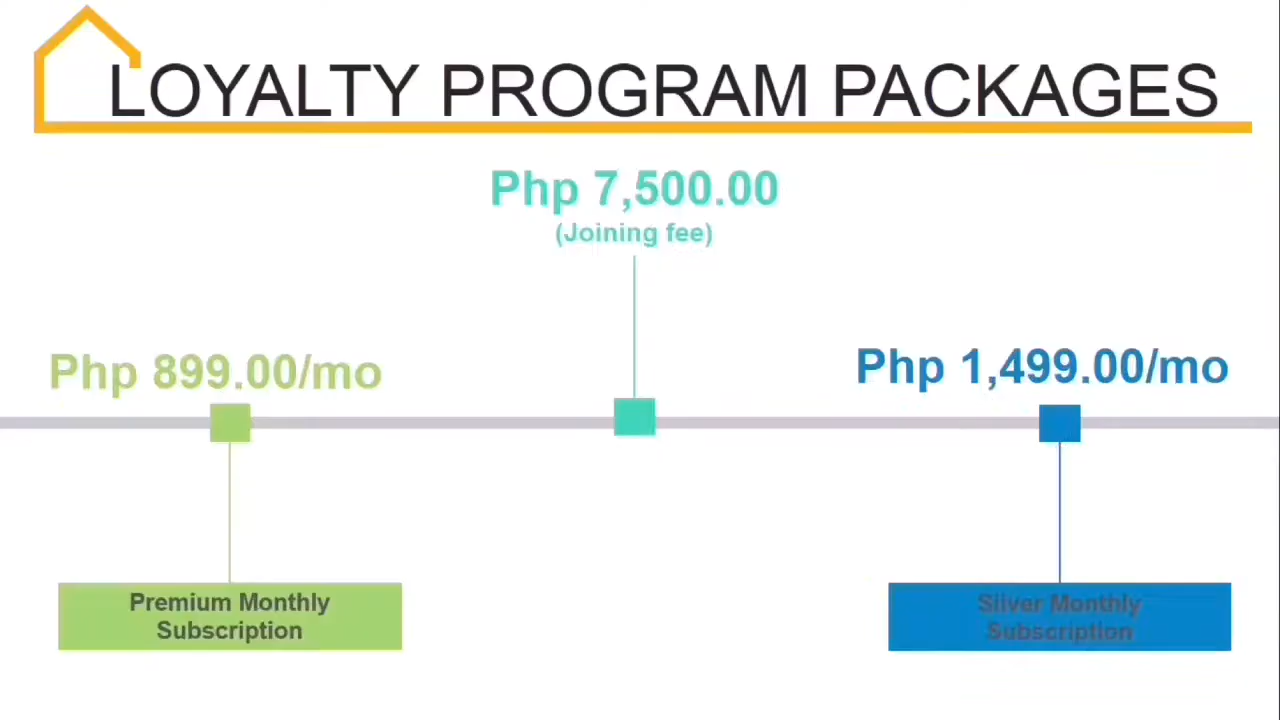 LOYALTY PROGRAM PACKAGES
Php 7,500.00
(Joining fee)
Php 899.00/mo
Php 1,499.00/mo
Premium Monthly
Subscription
Silver Monthly
Subscription